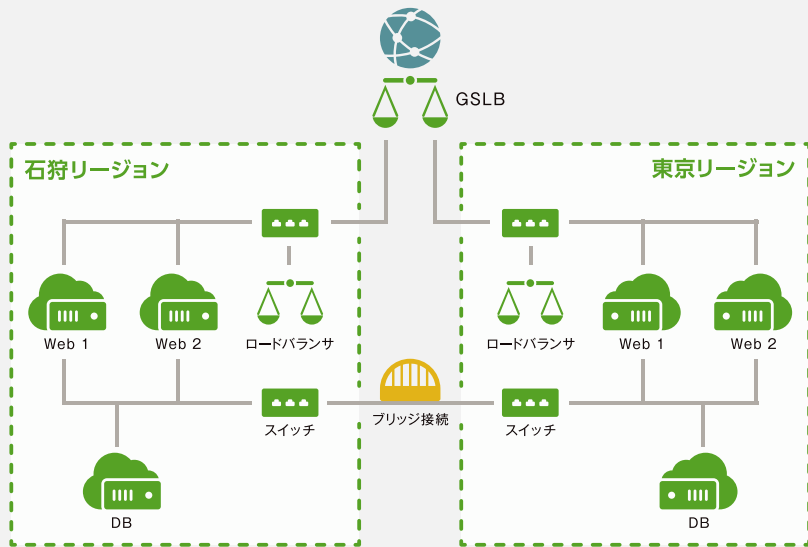 GSLB
石狩リージョン
東京リージョン
Web 1
Web 2
ロードバランサ
ロードバランサ
Web 1
Web 2
スイッチ
ブリッジ接続
スイッチ
DB
DB